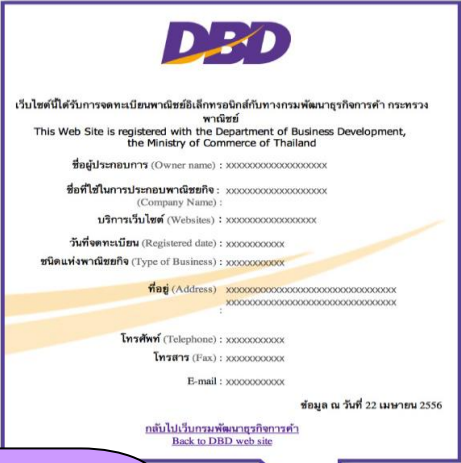 DBD
เว็บไซต์นี้ได้รับการจดทะเบียนพาณิชย์อิเล็กทรอนิกส์กับทางกรมพัฒนาธุรกิจการค้า กระทรวง
พาณิชย์
This Web Site is registered with the Department of Business Development,
the Ministry of Commerce of Thailand
ชื่อผู้ประกอบการ (Owner name) : xxxxxxxxxxxxxxxxxxx
ชื่อที่ใช้ในการประกอบพาณิชยกิจ : xxxxxxxxxxxxxxxxxxx
(Company Name) :
บริการเว็บไซต์ (Websites) : xxxxxxxxxxxxxxxxx
วันที่จดทะเบียน (Registered date) : xxxxxxxxxxx
ชนิดแห่งพาณิชยกิจ (Type of Business) : xxxxxxxxxxx
ที่อยู่ (Address) xxxxxxxxxxxxxxxxxxxxxxxxxxxxxxxx
xxxxxxxxxxxxxxxxxxxxxxxxxxxxxxxx
:
โทรศัพท์ (Telephone) : xxxxxxxxxxx
โทรสาร (Fax) : xxxxxxxxxxx
E-mail : xxxxxxxxxxx
ข้อมูล ณ วันที่ 22 เมษายน 2556
กลับไปเว็บกรมพัฒนาธุรกิจการค้า
Back to DBD web site